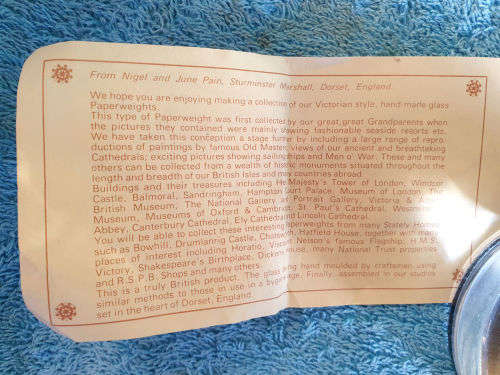 From Nigel and June Pain, Sturminster Marshall, Dorset, England
We hope you are enjoying making a collection of our Victorian style, hand made glass
Paperweights.
This type of Paperweight was first collected by our great, great Grandparents when
the pictures they contained were mainly showing fashionable seaside resorts etc.
We have taken this conception a stage further by including a large range of repro
ductions of paintings by famous Old Masters, views of our ancient and breathtaking
Cathedrals; exciting pictures showing sailing ships and Men o' War. These and many
others can be collected from a wealth of historic monuments situated throughout the
length and breadth of our British Isles and many countries abroad.
Buildings and their treasures including Her Majesty's Tower of London, Windsor
Castle, Balmoral, Sandringham, Hampton Court Palace, Museum of London, The
British Museum, The National Gallery Portrait Gallery, Victoria &
Museum, Museums of Oxford & Cambridge, St. Paul's Cathedral,
Abbey, Canterbury Cathedral, Ely Cathedral and Lincoln Cathedral.
You will be able to collect these interesting paperweights from many Stately Homes
such as Bowhill, Drumlanrig Castle, Hatfield House, together with many
places of interest including Horatio, Viscount Nelson's famous Flagship, H.M.S.
Victory, Shakespeare's Birthplace, Dickens House, many National Trust properties
and R.S.P.B. Shops and many others.
This is a truly British product. The glass being hand moulded by craftsmen using
similar methods to those in use in a bygone age. Finally, assembled in our studios
set in the heart of Dorset, England.